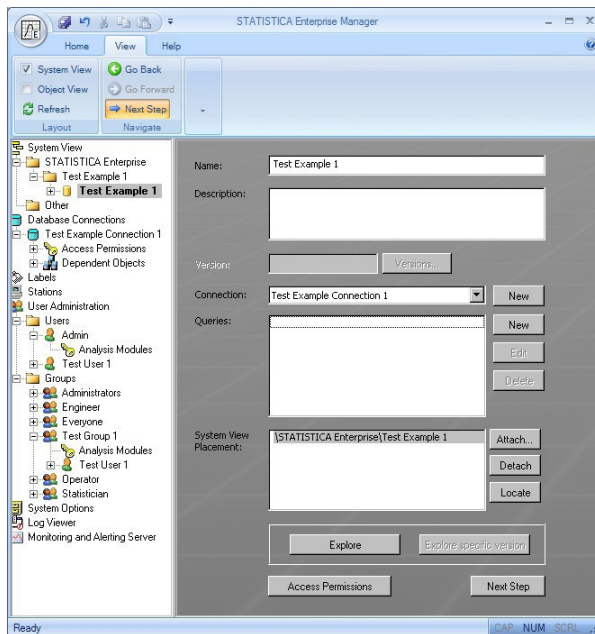 STATISTICA Enterprise Manager
Home View Help
System View
Object View
Refresh
Layout
Go Back
Go Forward
Next Step
Navigate
System View
STATISTICA Enterprise
Test Example 1
Test Example 1
Other
Database Connections
Test Example Connection 1
Access Permissions
Dependent Objects
Labels
Stations
User Administration
Users
Admin
Analysis Modules
Test User 1
Groups
Administrators
Engineer
Everyone
Test Group 1
Analysis Modules
Test User 1
Operator
Statistician
System Options
Log Viewer
Monitoring and Alerting Server
Name: Test Example 1
Description:
Version: Versions...
Connection: Test Example Connection 1 New
Queries: New
Edit
Delete
System View Placement: \STATISTICA Enterprise\Test Example 1 Attach...
Detach
Locate
Explore Explore specific version
Access Permissions Next Step
Ready CAP NUM SCRL